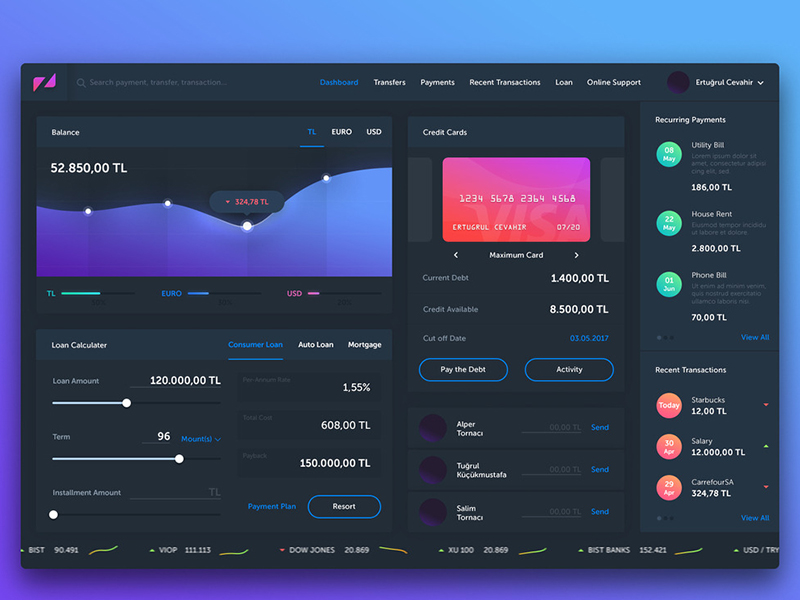 Search payment, transfer, transaction...
Dashboard
Transfers
Payments
Recent Transactions
Loan
Online Support
Ertuğrul Cevahir
Balance
TL
EURO
USD
52.850,00 TL
324,78 TL
TL
EURO
USD
Loan Calculater
Consumer Loan
Auto Loan
Mortgage
Loan Amount
120.000,00 TL
Term
96
Mount(s)
Installment Amount
TL
Per-Annum Rate
1,55%
Total Cost
608,00 TL
Payback
150.000,00 TL
Payment Plan
Resort
Credit Cards
1234 5678 2364 4568
VISA
ERTUGRUL CEVAHIR
07/20
Maximum Card
Current Debt
1.400,00 TL
Credit Available
8.500,00 TL
Cut off Date
03.05.2017
Pay the Debt
Activity
Alper
Tornacı
00,00 TL
Send
Tuğrul
Küçükmustafa
00,00 TL
Send
Salim
Tornacı
00,00 TL
Send
Recurring Payments
08
May
Utility Bill
Lorem ipsum dolor sit
amet, consectetur adipisi
cing elit, sed.
186,00 TL
22
May
House Rent
Eiusmod tempor incididu
ut labore et dolore.
2.800,00 TL
01
Jun
Phone Bill
Ut enim ad minim venim,
quis nostrud exercitatio
ullamco laboris nisi.
70,00 TL
View All
Recent Transactions
Today
Starbucks
12,00 TL
30
Apr
Salary
12.000,00 TL
29
Apr
CarrefourSA
324,78 TL
View All
BIST 90.491
VIOP 111.113
DOW JONES 20.869
XU 100 20.869
BIST BANKS 152.421
USD / TRY